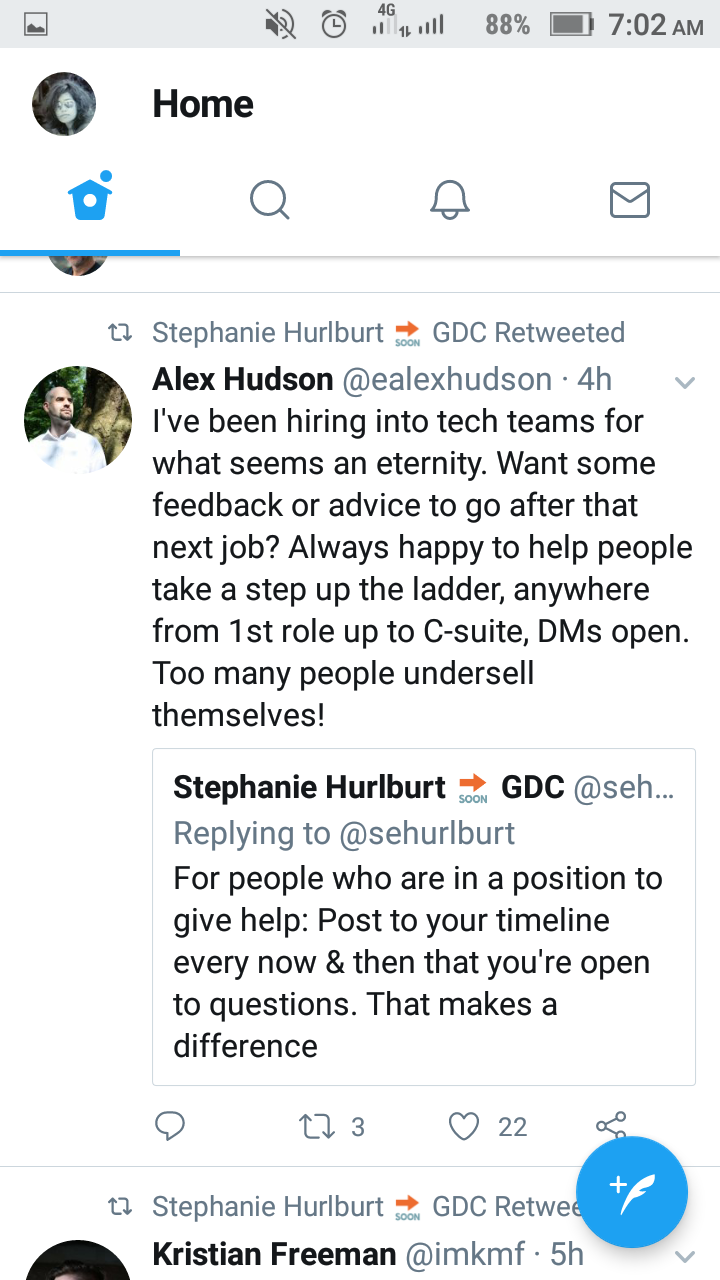 4G 88% 7:02 AM
Home
Stephanie Hurlburt SOON GDC Retweeted
Alex Hudson @ealexhudson · 4h
I've been hiring into tech teams for
what seems an eternity. Want some
feedback or advice to go after that
next job? Always happy to help people
take a step up the ladder, anywhere
from 1st role up to C-suite, DMs open.
Too many people undersell
themselves!
Stephanie Hurlburt SOON GDC @seh...
Replying to @sehurlburt
For people who are in a position to
give help: Post to your timeline
every now & then that you're open
to questions. That makes a
difference
3 22
Stephanie Hurlburt SOON GDC Retwee
Kristian Freeman @imkmf · 5h